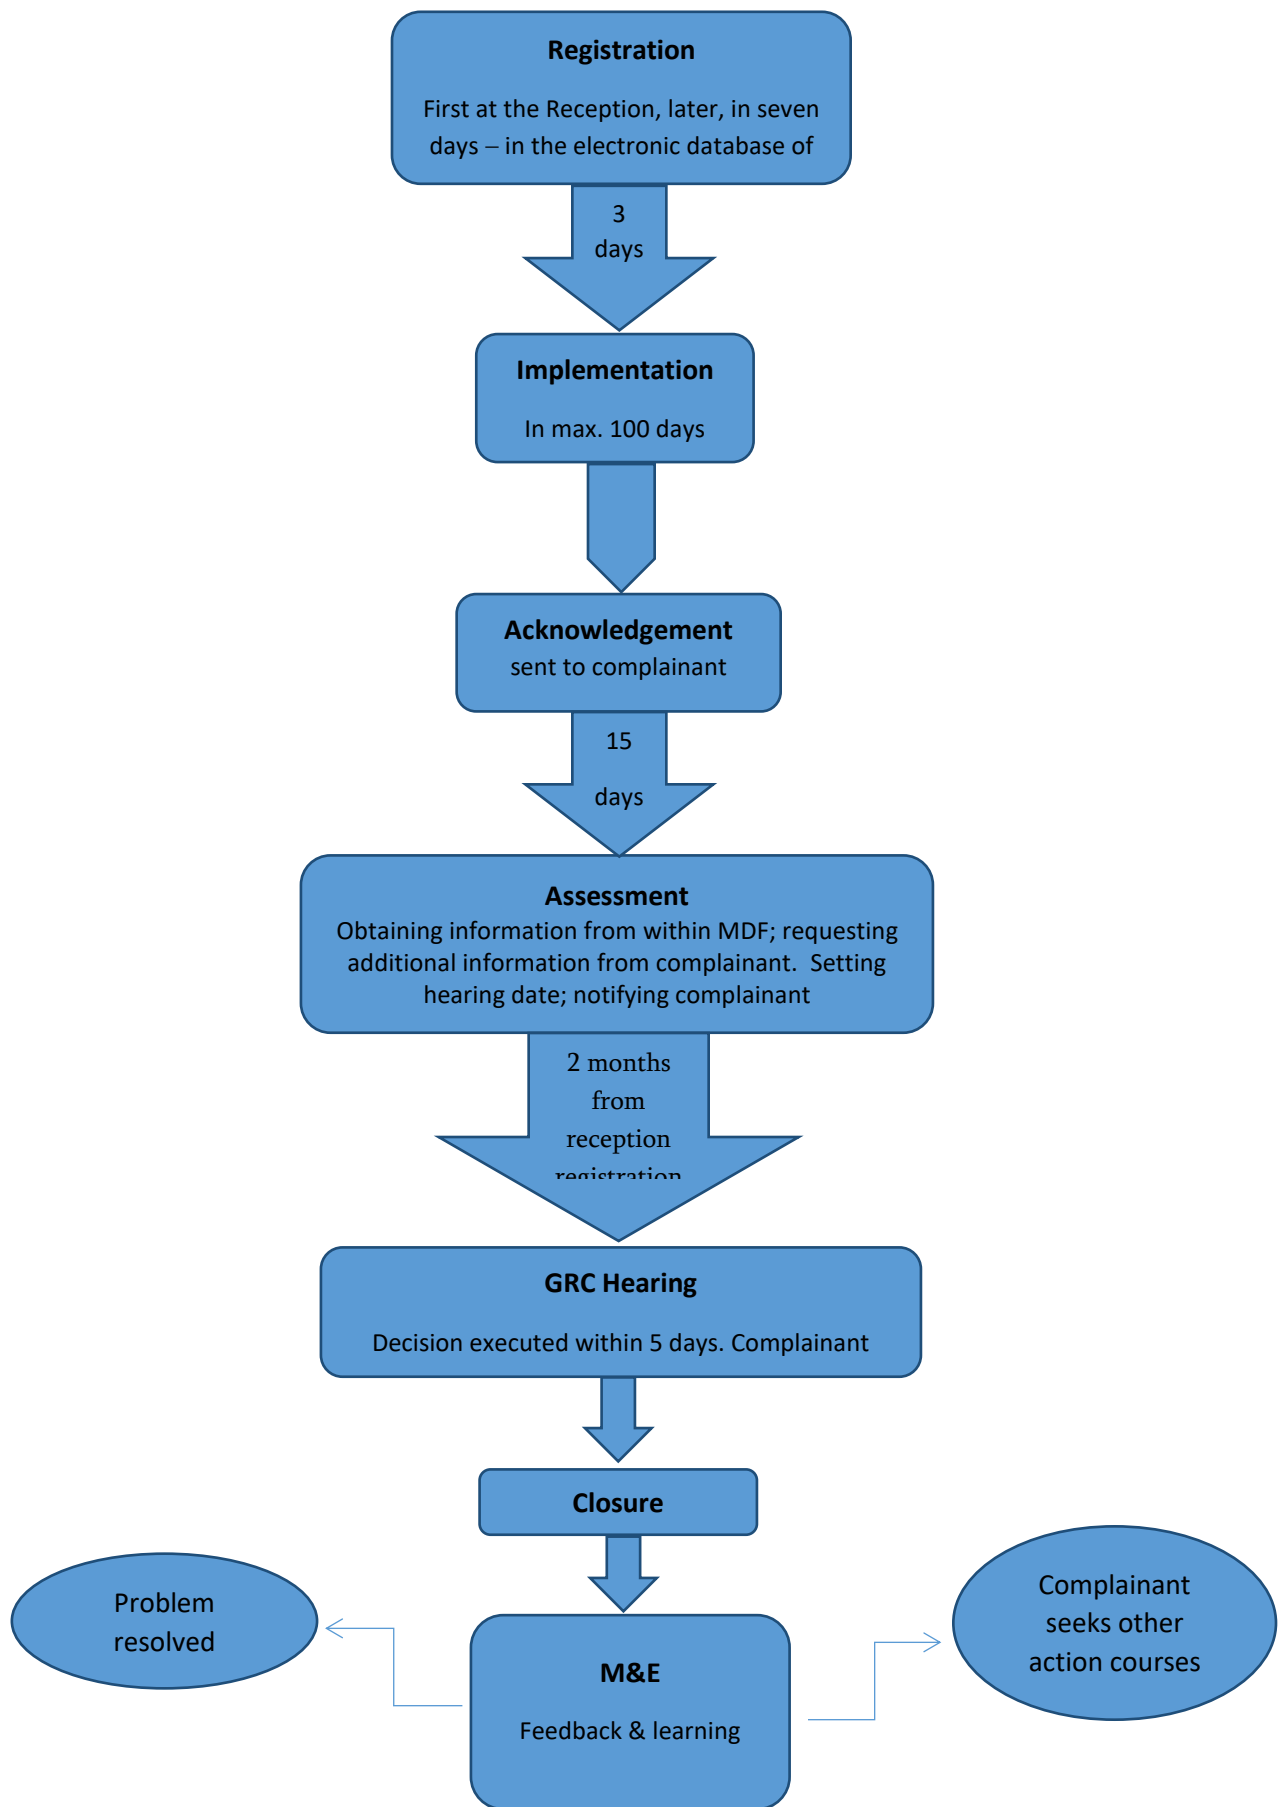 Registration
First at the Reception, later, in seven
days – in the electronic database of
3
days
Implementation
In max. 100 days
Acknowledgement
sent to complainant
15
days
Assessment
Obtaining information from within MDF; requesting
additional information from complainant.  Setting
hearing date; notifying complainant
2 months
from
reception
registration
GRC Hearing
Decision executed within 5 days. Complainant
Closure
Problem
resolved
Complainant
seeks other
action courses
M&E
Feedback & learning